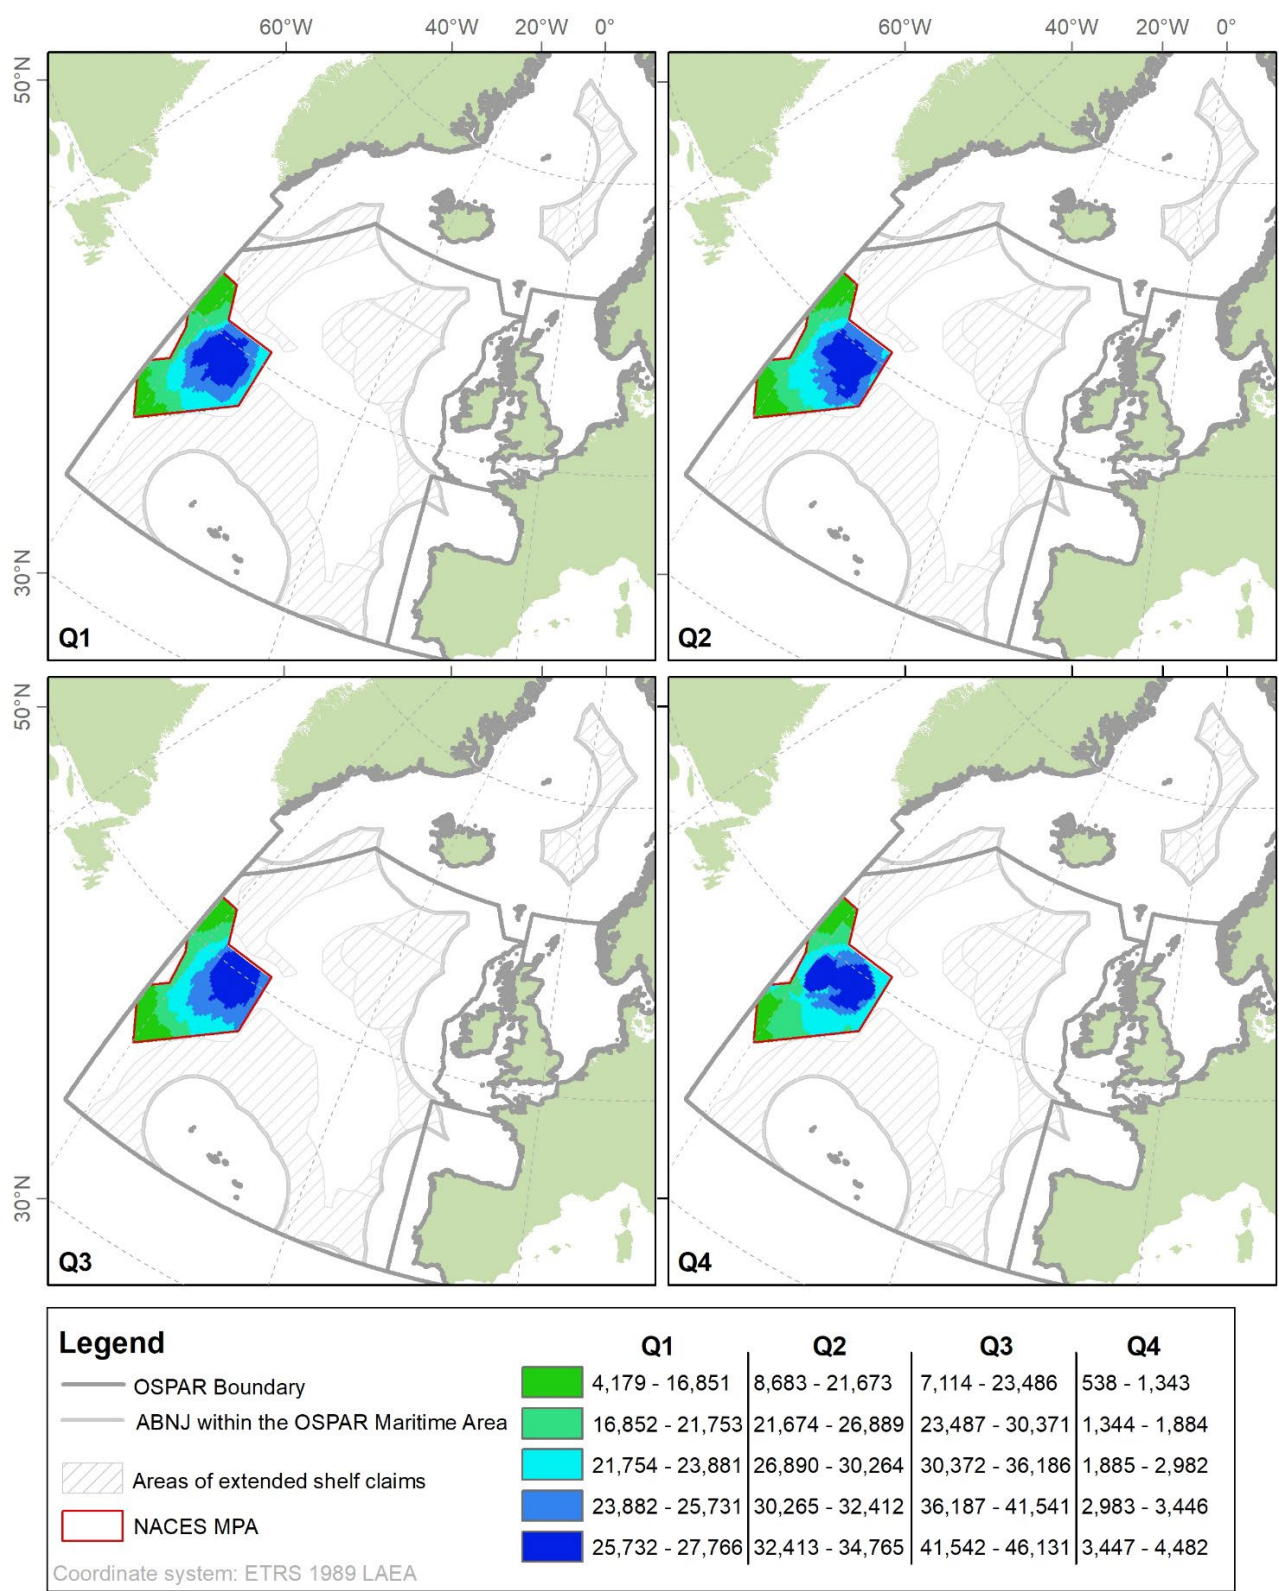 60°W 40°W 20°W 0° 60°W 40°W 20°W 0°
50°N
30°N
Q1 Q2
50°N
30°N
Q3 Q4
Legend Q1 Q2 Q3 Q4
OSPAR Boundary 4,179 - 16,851 8,683 - 21,673 7,114 - 23,486 538 - 1,343
ABNJ within the OSPAR Maritime Area 16,852 - 21,753 21,674 - 26,889 23,487 - 30,371 1,344 - 1,884
Areas of extended shelf claims 21,754 - 23,881 26,890 - 30,264 30,372 - 36,186 1,885 - 2,982
NACES MPA 23,882 - 25,731 30,265 - 32,412 36,187 - 41,541 2,983 - 3,446
25,732 - 27,766 32,413 - 34,765 41,542 - 46,131 3,447 - 4,482
Coordinate system: ETRS 1989 LAEA